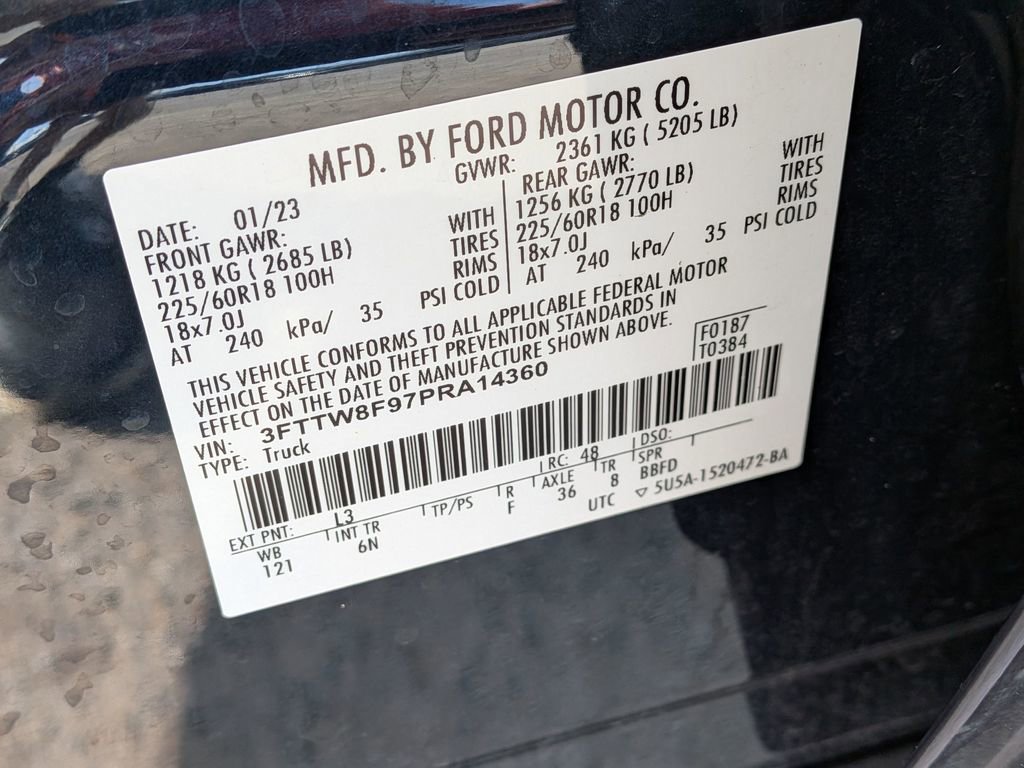 MFD. BY FORD MOTOR CO.
DATE: 01/23
GVWR: 2361 KG ( 5205 LB)
FRONT GAWR:
1218 KG ( 2685 LB) WITH
225/60R18 100H TIRES
18x7.0J RIMS
AT 240 kPa/ 35 PSI COLD
REAR GAWR: WITH
1256 KG ( 2770 LB) TIRES
225/60R18 100H RIMS
18x7.0J
AT 240 kPa/ 35 PSI COLD
THIS VEHICLE CONFORMS TO ALL APPLICABLE FEDERAL MOTOR
VEHICLE SAFETY AND THEFT PREVENTION STANDARDS IN
EFFECT ON THE DATE OF MANUFACTURE SHOWN ABOVE.
VIN: 3FTTW8F97PRA14360
TYPE: Truck
F0187
T0384
EXT PNT: L3 RC: 48 DSO:
WB INT TR TP/PS R AXLE TR SPR
121 6N F 36 8 BBFD
UTC ▽ 5U5A-1520472-BA